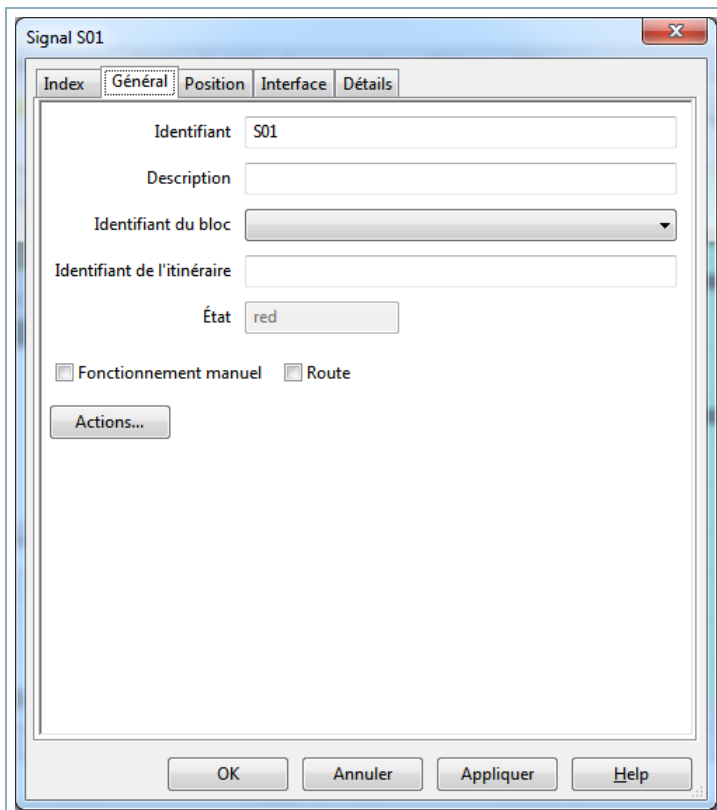 Signal S01
Index Général Position Interface Détails
Identifiant S01
Description
Identifiant du bloc
Identifiant de l'itinéraire
État red
Fonctionnement manuel Route
Actions...
OK Annuler Appliquer Help